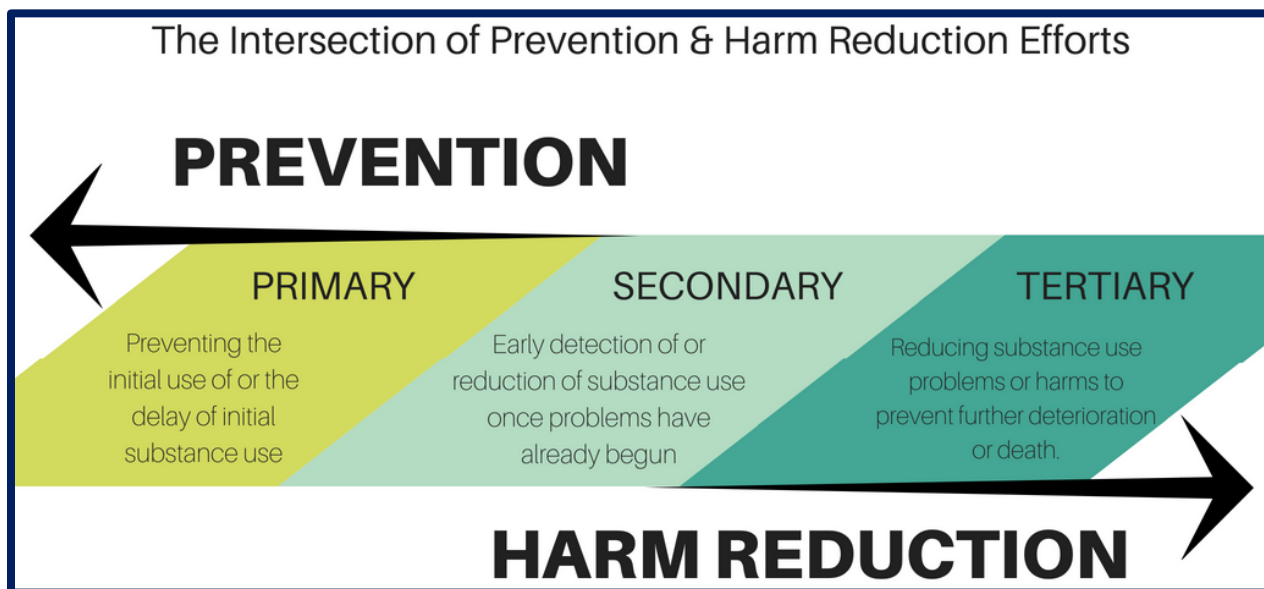 The Intersection of Prevention & Harm Reduction Efforts
PREVENTION
PRIMARY
Preventing the
initial use of or the
delay of initial
substance use
SECONDARY
Early detection of or
reduction of substance use
once problems have
already begun
TERTIARY
Reducing substance use
problems or harms to
prevent further deterioration
or death.
HARM REDUCTION